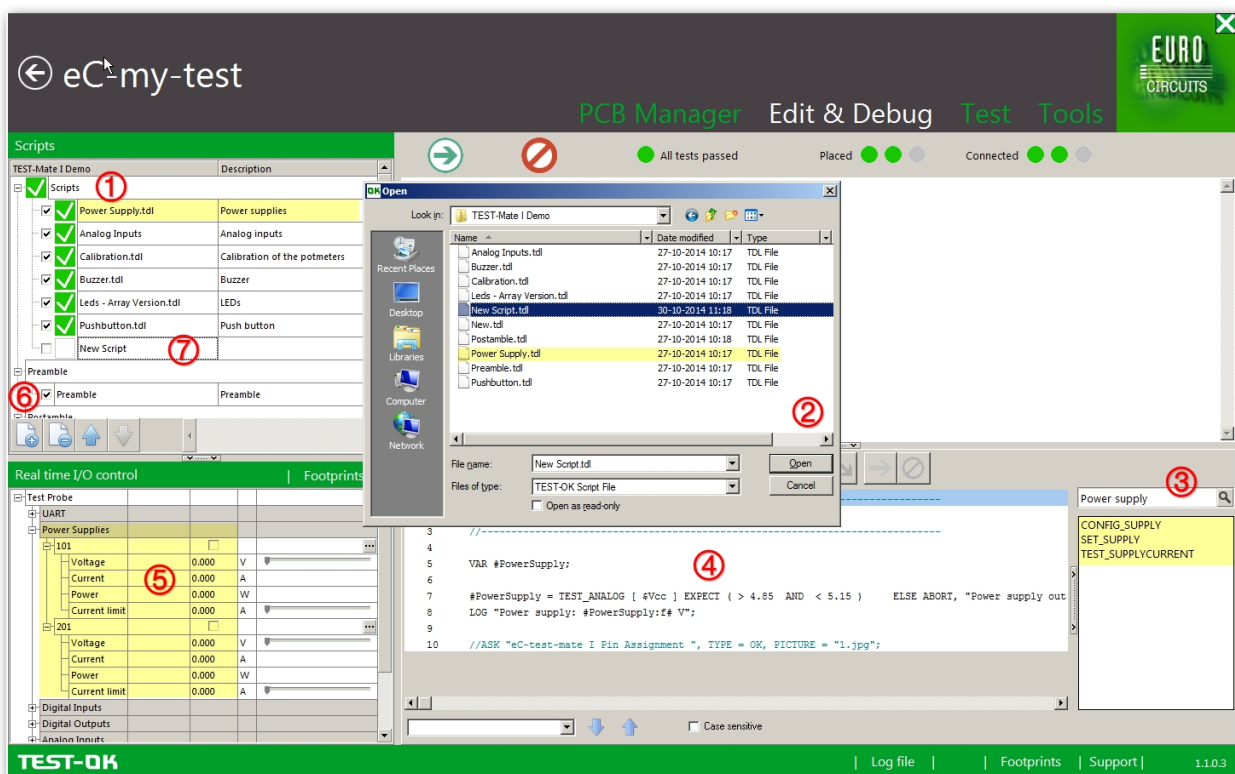 eC-my-test
EURO
CIRCUITS
PCB Manager Edit & Debug Test Tools
Scripts
TEST-Mate I Demo Description
Scripts
①
Power Supply.tdl Power supplies
Analog Inputs Analog inputs
Calibration.tdl Calibration of the potmeters
Buzzer.tdl Buzzer
Leds - Array Version.tdl LEDs
Pushbutton.tdl Push button
New Script
⑦
Preamble
⑥
Preamble Preamble
Postamble
All tests passed Placed Connected
OK Open
Look in: TEST-Mate I Demo
Recent Places
Desktop
Libraries
Computer
Network
Name Date modified Type
Analog Inputs.tdl 27-10-2014 10:17 TDL File
Buzzer.tdl 27-10-2014 10:17 TDL File
Calibration.tdl 27-10-2014 10:17 TDL File
Leds - Array Version.tdl 27-10-2014 10:17 TDL File
New Script.tdl 30-10-2014 11:18 TDL File
New.tdl 27-10-2014 10:17 TDL File
Postamble.tdl 27-10-2014 10:18 TDL File
Power Supply.tdl 27-10-2014 10:17 TDL File
Preamble.tdl 27-10-2014 10:17 TDL File
Pushbutton.tdl 27-10-2014 10:17 TDL File
②
File name: New Script.tdl Open
Files of type: TEST-OK Script File Cancel
Open as read-only
Real time I/O control | Footprints
Test Probe
UART
Power Supplies
101
Voltage 0.000 V
Current 0.000 A
Power 0.000 W
Current limit 0.000 A
⑤
201
Voltage 0.000 V
Current 0.000 A
Power 0.000 W
Current limit 0.000 A
Digital Inputs
Digital Outputs
Analog Inputs
3 //-----------------------------------------------------------------------
4
5 VAR #PowerSupply;
④
6
7 #PowerSupply = TEST_ANALOG [ $Vcc ] EXPECT ( > 4.85 AND < 5.15 ) ELSE ABORT, "Power supply out
8 LOG "Power supply: #PowerSupply:f# V";
9
10 //ASK "eC-test-mate I Pin Assignment ", TYPE = OK, PICTURE = "1.jpg";
Case sensitive
③
Power supply
CONFIG_SUPPLY
SET_SUPPLY
TEST_SUPPLYCURRENT
TEST-OK | Log file | | Footprints | Support | 1.1.0.3